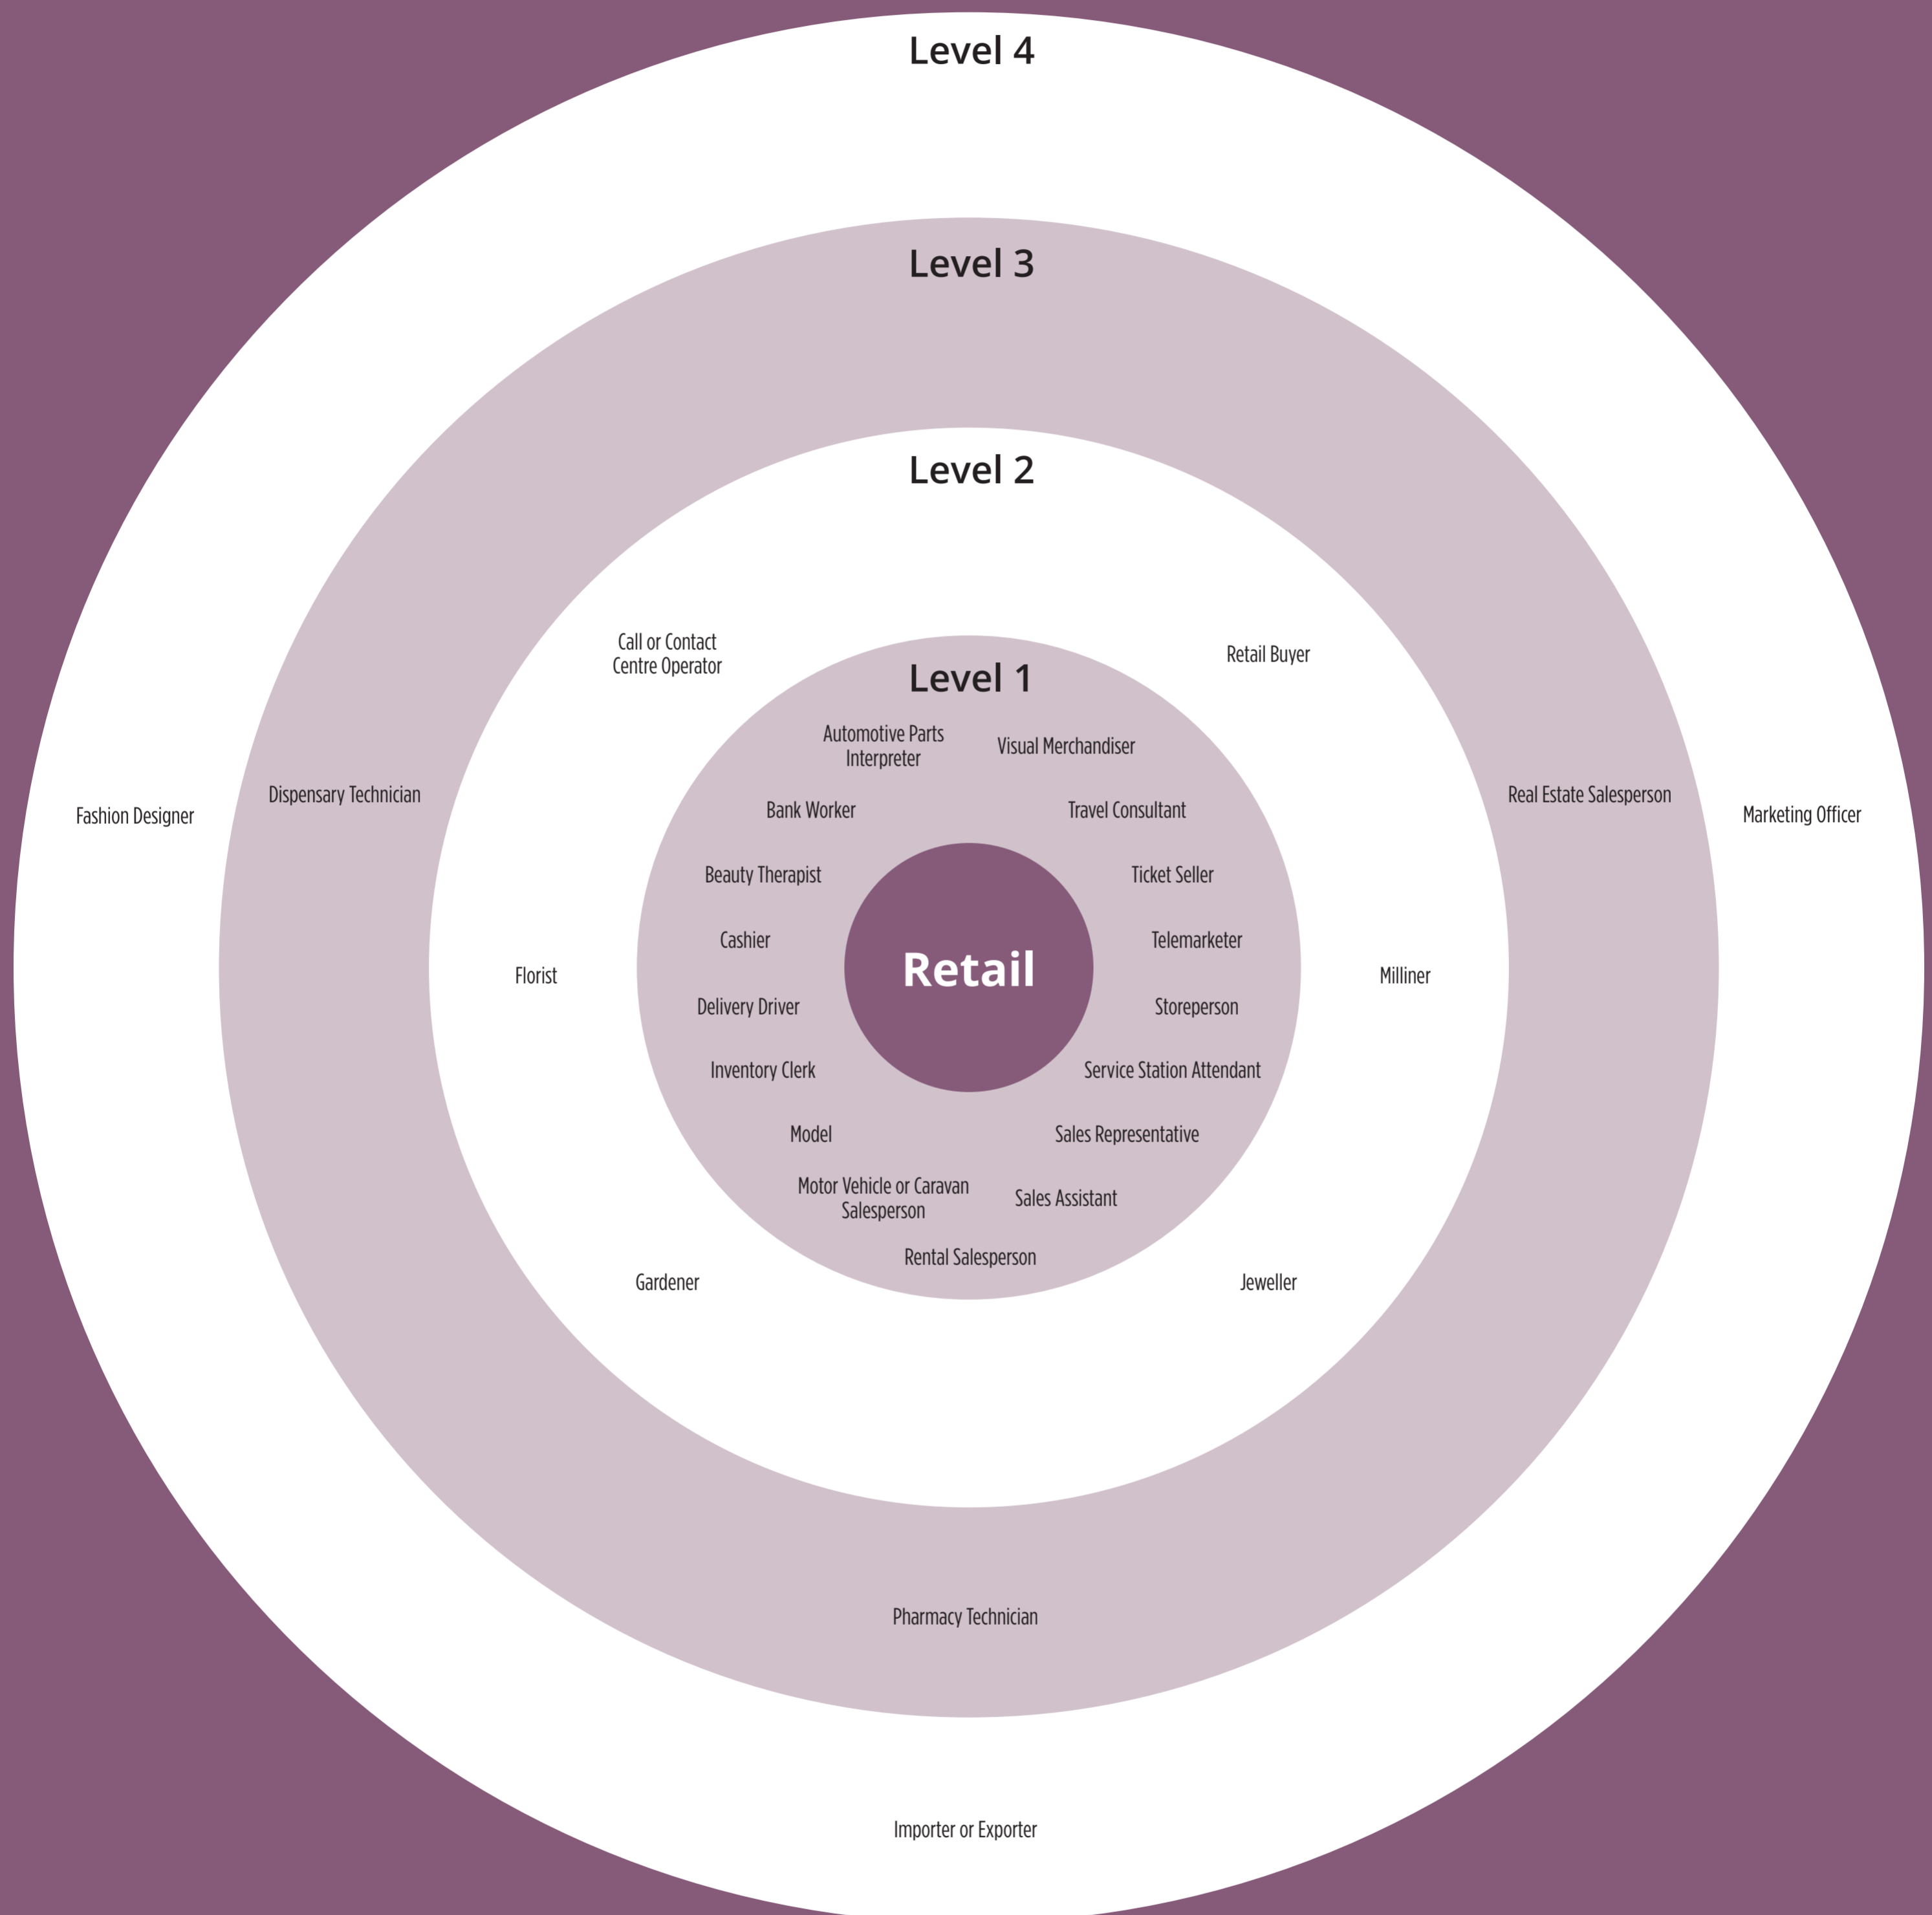 Level 4
Level 3
Level 2
Call or Contact
Centre Operator
Retail Buyer
Level 1
Automotive Parts
Interpreter
Visual Merchandiser
Bank Worker
Travel Consultant
Fashion Designer
Dispensary Technician
Real Estate Salesperson
Marketing Officer
Beauty Therapist
Ticket Seller
Cashier
Telemarketer
Florist
Retail
Milliner
Delivery Driver
Storeperson
Inventory Clerk
Service Station Attendant
Model
Sales Representative
Motor Vehicle or Caravan
Salesperson
Sales Assistant
Rental Salesperson
Gardener
Jeweller
Pharmacy Technician
Importer or Exporter